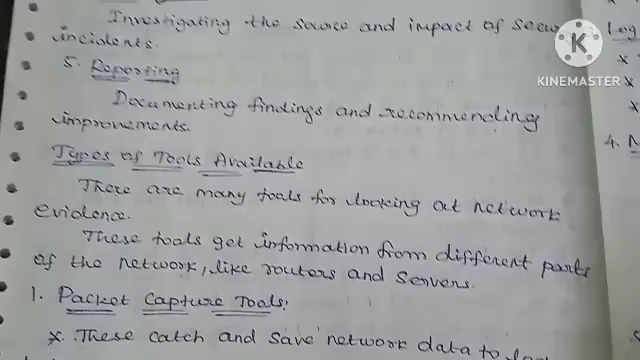 Investigating the source and impact of
incidents.
5. Reporting
Documenting findings and recommending
improvements.
Types of Tools Available
There are many tools for looking at network
evidence.
These tools get information from different parts
of the network, like routers and servers.
1. Packet Capture Tools:
* These catch and save network data to
Log
*
*
*
4.
KINEMASTER